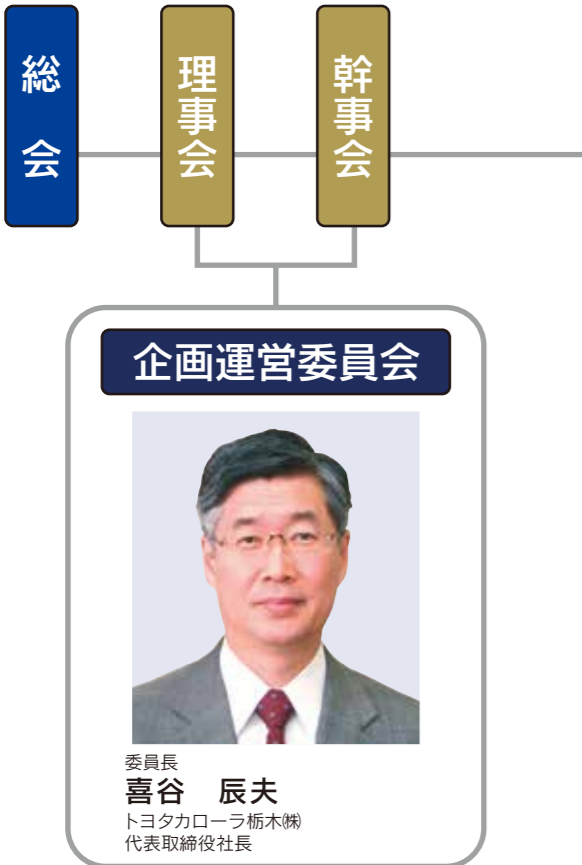 総会
理事会
幹事会
企画運営委員会
委員長
喜谷　辰夫
トヨタカローラ栃木㈱
代表取締役社長